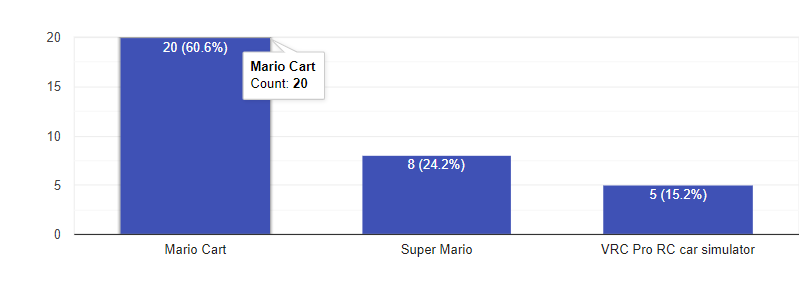 20
20 (60.6%)
Mario Cart
Count: 20
15
10
8 (24.2%)
5
5 (15.2%)
0
Mario Cart
Super Mario
VRC Pro RC car simulator